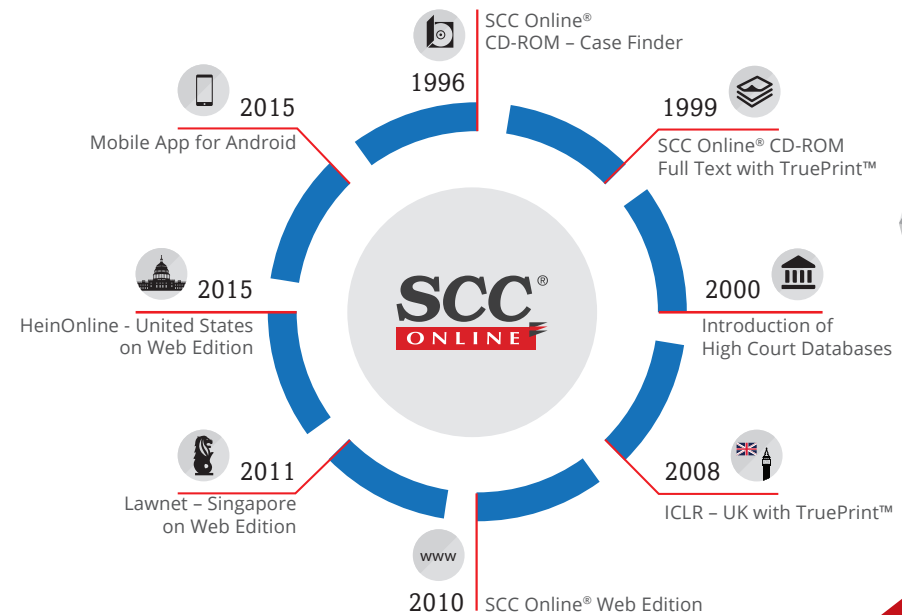 1996
SCC Online®
CD-ROM – Case Finder
1999
SCC Online® CD-ROM
Full Text with TruePrint™
2000
Introduction of
High Court Databases
2008
ICLR – UK with TruePrint™
www
2010
SCC Online® Web Edition
2011
Lawnet – Singapore
on Web Edition
2015
HeinOnline - United States
on Web Edition
2015
Mobile App for Android
SCC®
ONLINE